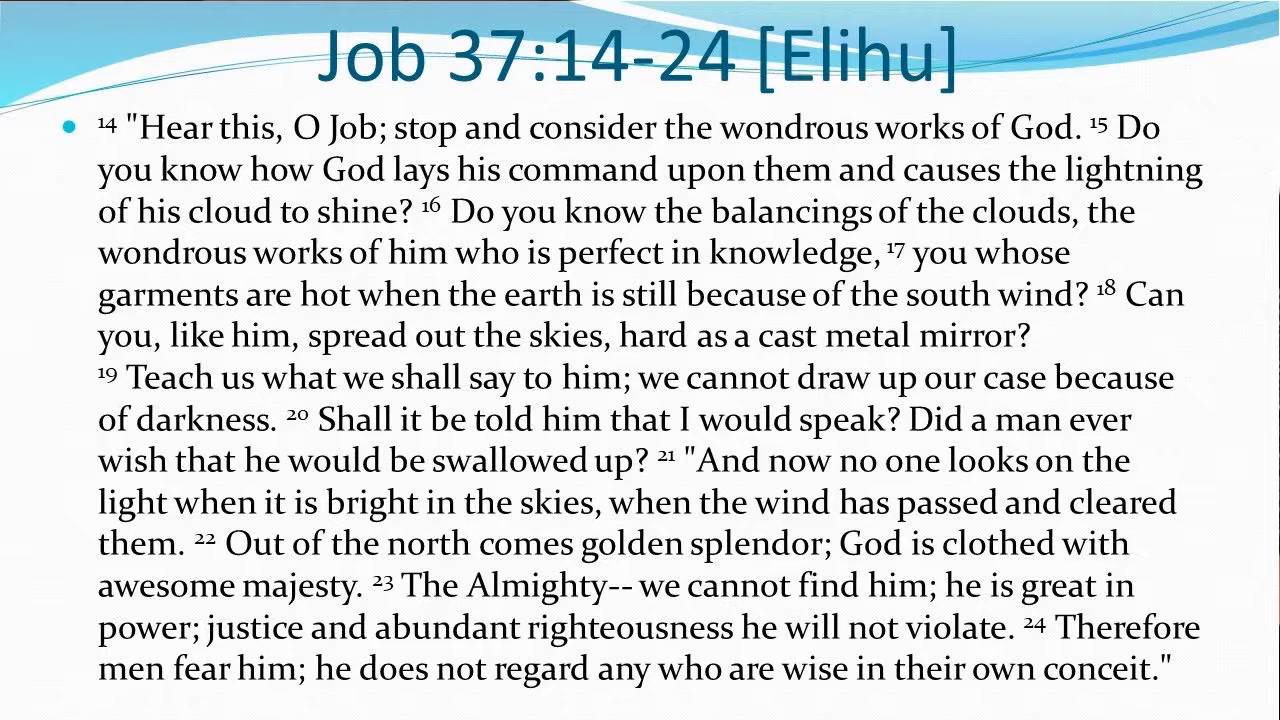 Job 37:14-24 [Elihu]
• 14 "Hear this, O Job; stop and consider the wondrous works of God. 15 Do
you know how God lays his command upon them and causes the lightning
of his cloud to shine? 16 Do you know the balancings of the clouds, the
wondrous works of him who is perfect in knowledge, 17 you whose
garments are hot when the earth is still because of the south wind? 18 Can
you, like him, spread out the skies, hard as a cast metal mirror?
19 Teach us what we shall say to him; we cannot draw up our case because
of darkness. 20 Shall it be told him that I would speak? Did a man ever
wish that he would be swallowed up? 21 "And now no one looks on the
light when it is bright in the skies, when the wind has passed and cleared
them. 22 Out of the north comes golden splendor; God is clothed with
awesome majesty. 23 The Almighty-- we cannot find him; he is great in
power; justice and abundant righteousness he will not violate. 24 Therefore
men fear him; he does not regard any who are wise in their own conceit."